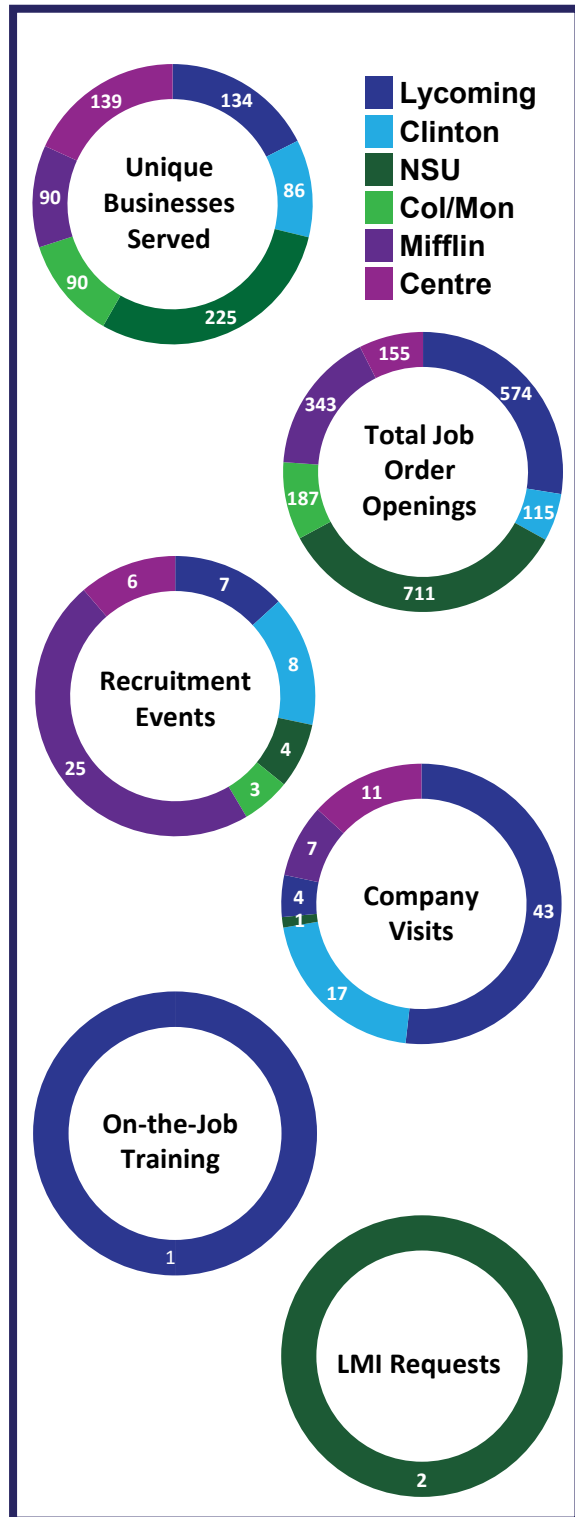 139
134
Unique
Businesses
Served
90
86
90
225
Lycoming
Clinton
NSU
Col/Mon
Mifflin
Centre
155
574
343
Total Job
Order
Openings
187
115
711
6
7
Recruitment
Events
8
4
25
3
11
7
4
Company
Visits
43
1
17
On-the-Job
Training
1
LMI Requests
2